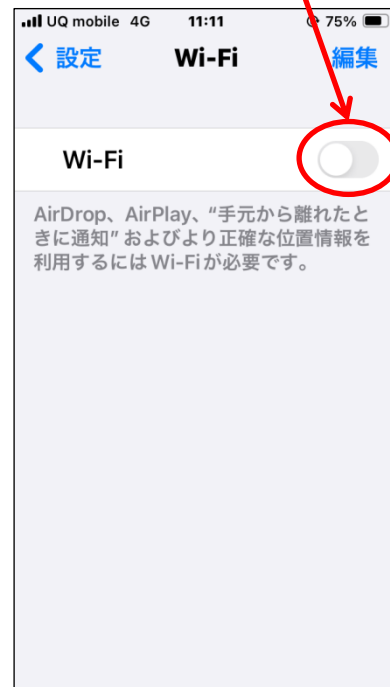 UQ mobile 4G 11:11 75%
設定 Wi-Fi 編集
Wi-Fi
AirDrop、AirPlay、“手元から離れたと
きに通知” およびより正確な位置情報を
利用するには Wi-Fiが必要です。